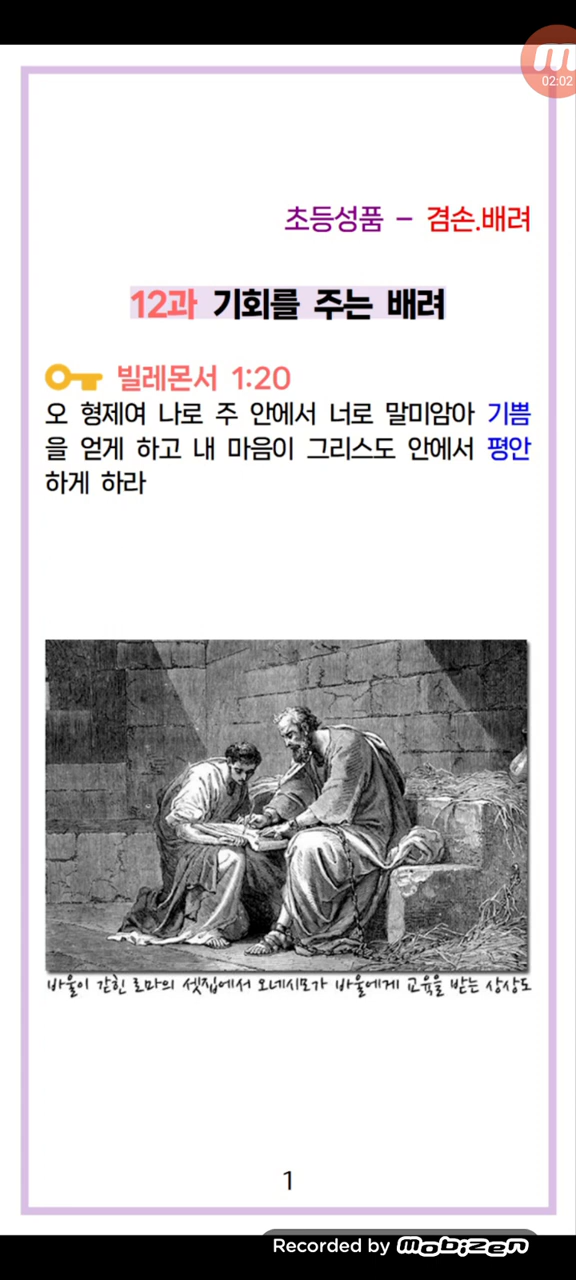 02:02
초등성품 – 겸손.배려
12과 기회를 주는 배려
빌레몬서 1:20
오 형제여 나로 주 안에서 너로 말미암아 기쁨
을 얻게 하고 내 마음이 그리스도 안에서 평안
하게 하라
바울이 갇힌 로마의 셋집에서 오네시모가 바울에게 교육을 받는 상상도
1
Recorded by mobizen